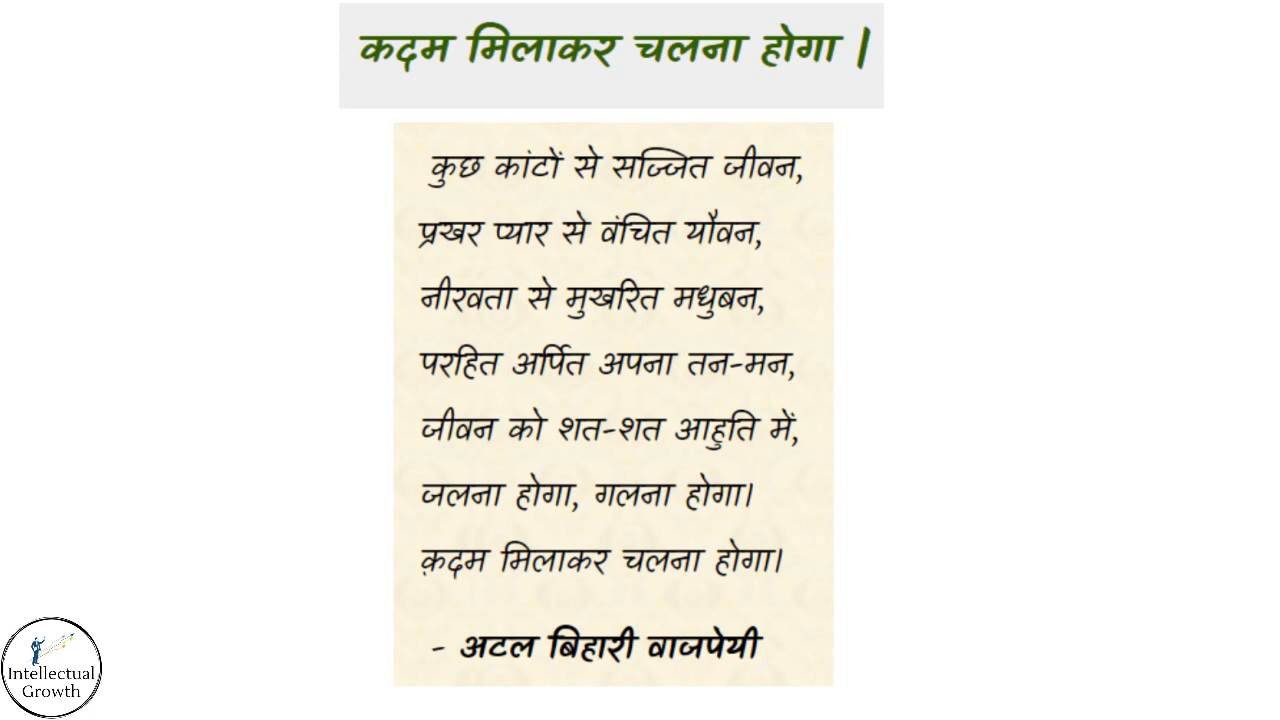 कदम मिलाकर चलना होगा |
कुछ कांटों से सज्जित जीवन,
प्रखर प्यार से वंचित यौवन,
नीरवता से मुखरित मधुबन,
परहित अर्पित अपना तन-मन,
जीवन को शत-शत आहुति में,
जलना होगा, गलना होगा।
क़दम मिलाकर चलना होगा।
- अटल बिहारी वाजपेयी
Intellectual
Growth